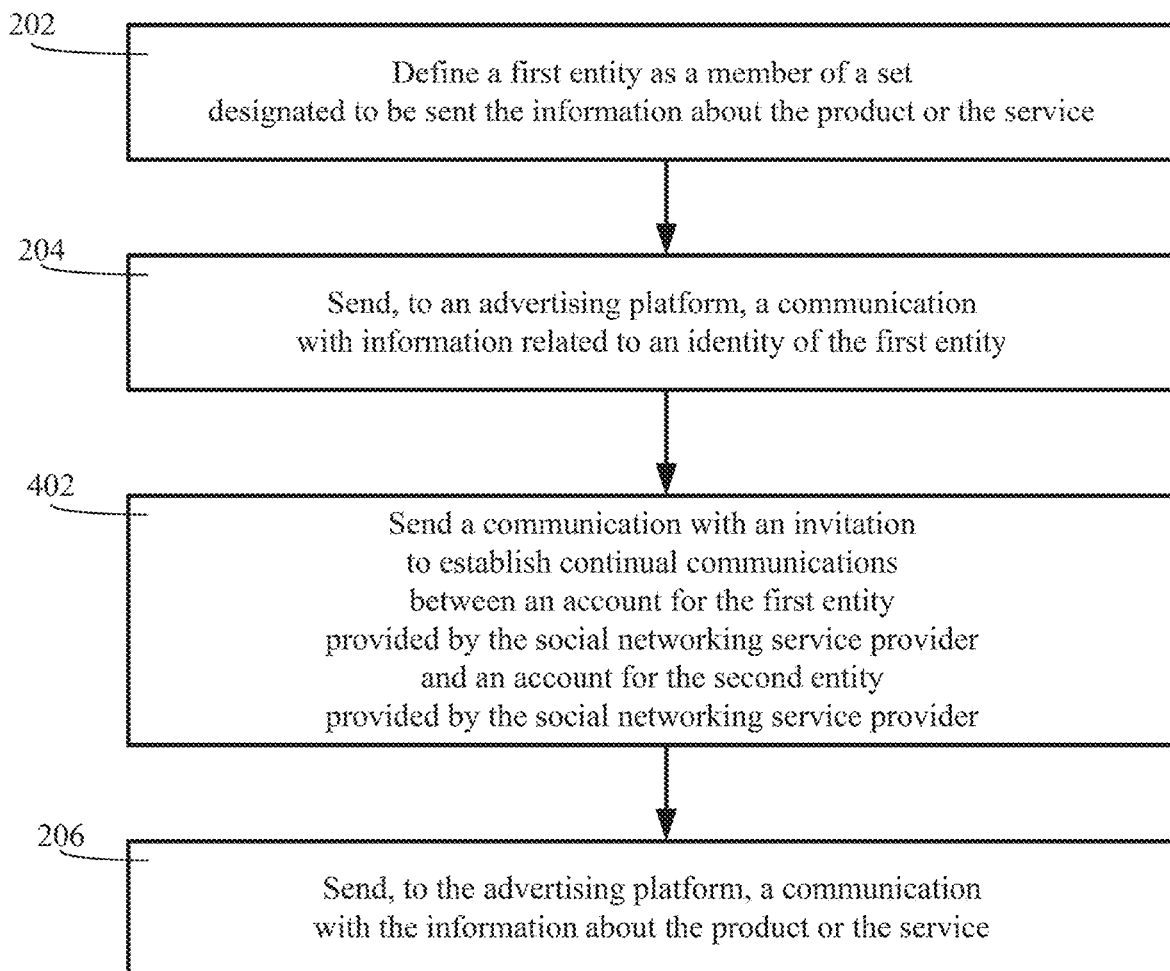 202
Define a first entity as a member of a set
designated to be sent the information about the product or the service
204
Send, to an advertising platform, a communication
with information related to an identity of the first entity
402
Send a communication with an invitation
to establish continual communications
between an account for the first entity
provided by the social networking service provider
and an account for the second entity
provided by the social networking service provider
206
Send, to the advertising platform, a communication
with the information about the product or the service